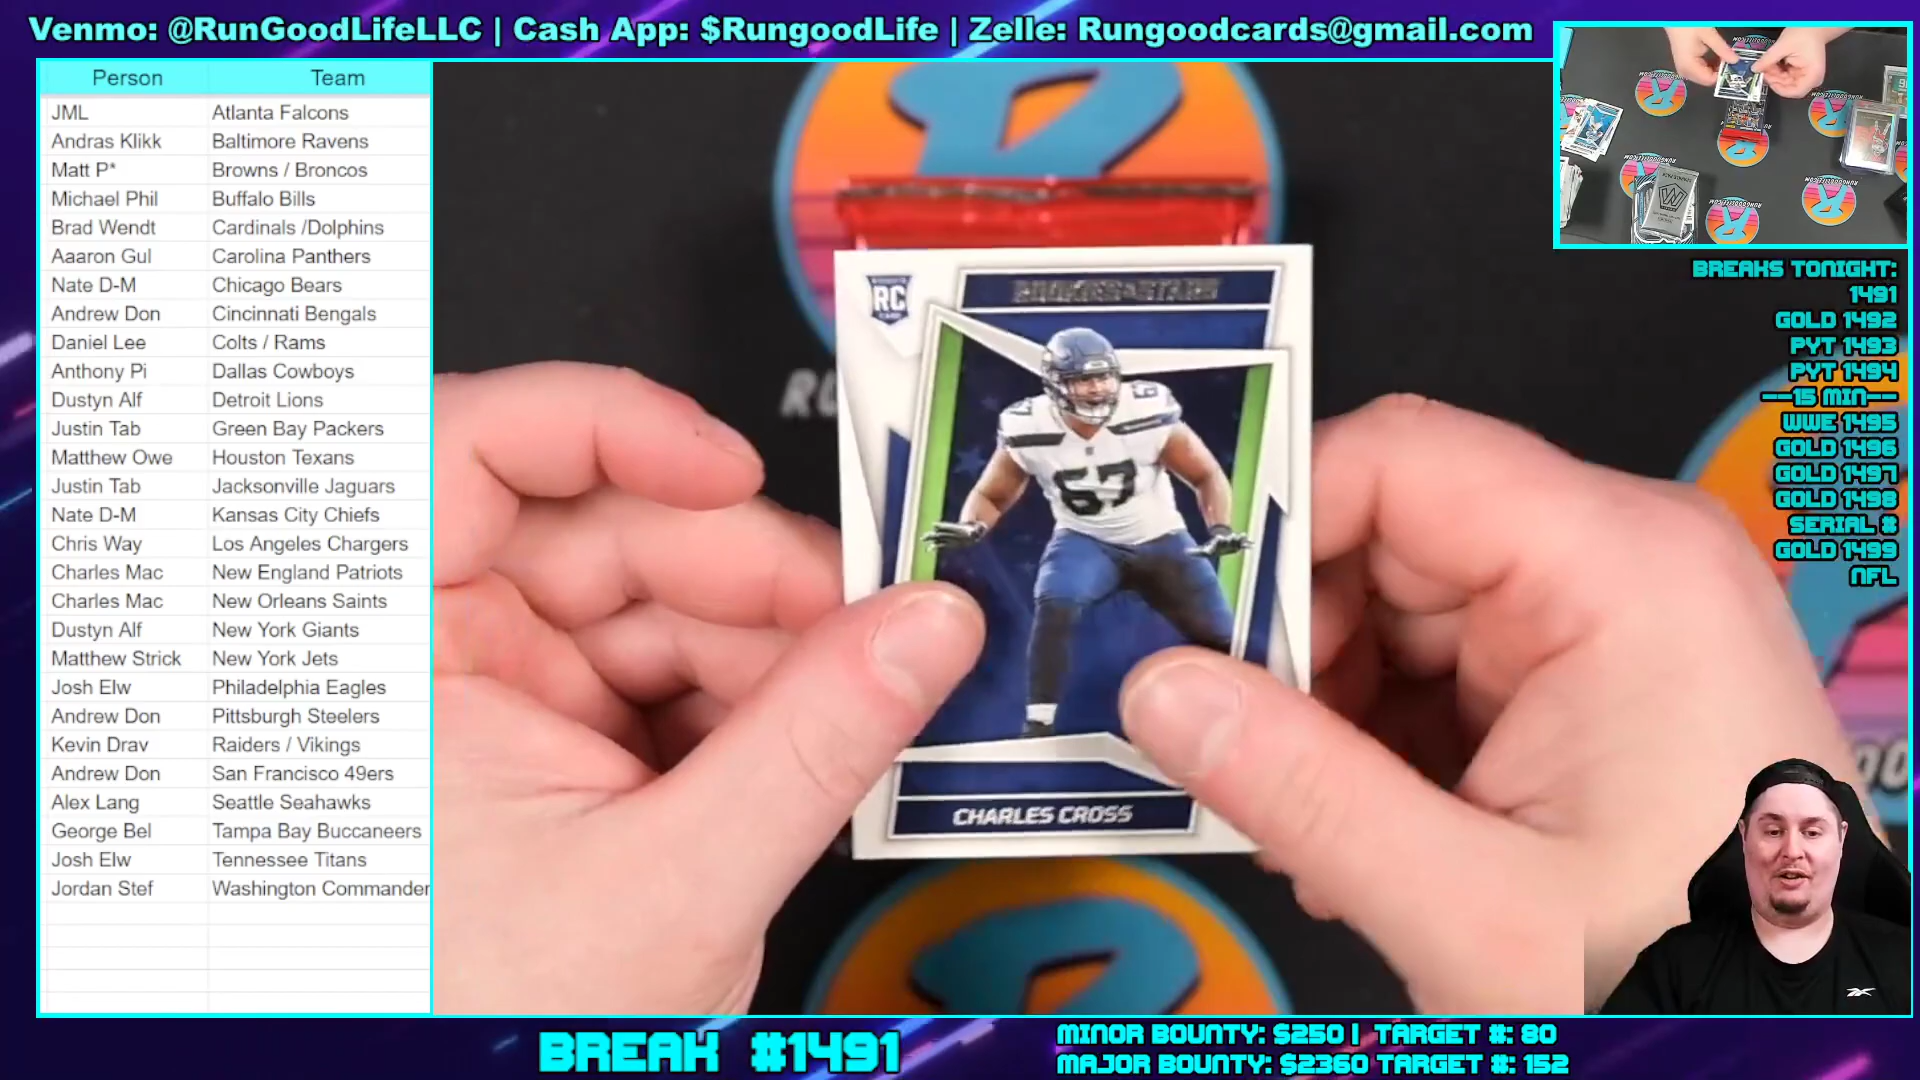 Venmo: @RunGoodLifeLLC | Cash App: $RungoodLife | Zelle: Rungoodcards@gmail.com
Person Team
JML Atlanta Falcons
Andras Klikk Baltimore Ravens
Matt P* Browns / Broncos
Michael Phil Buffalo Bills
Brad Wendt Cardinals /Dolphins
Aaaron Gul Carolina Panthers
Nate D-M Chicago Bears
Andrew Don Cincinnati Bengals
Daniel Lee Colts / Rams
Anthony Pi Dallas Cowboys
Dustyn Alf Detroit Lions
Justin Tab Green Bay Packers
Matthew Owe Houston Texans
Justin Tab Jacksonville Jaguars
Nate D-M Kansas City Chiefs
Chris Way Los Angeles Chargers
Charles Mac New England Patriots
Charles Mac New Orleans Saints
Dustyn Alf New York Giants
Matthew Strick New York Jets
Josh Elw Philadelphia Eagles
Andrew Don Pittsburgh Steelers
Kevin Drav Raiders / Vikings
Andrew Don San Francisco 49ers
Alex Lang Seattle Seahawks
George Bel Tampa Bay Buccaneers
Josh Elw Tennessee Titans
Jordan Stef Washington Commander
RC
ROOKIES & STARS
67
67
CHARLES CROSS
BREAKS TONIGHT:
1491
GOLD 1492
PYT 1493
PYT 1494
--15 MIN--
WWE 1495
GOLD 1496
GOLD 1497
GOLD 1498
SERIAL #
GOLD 1499
NFL
BREAK #1491
MINOR BOUNTY: $250 | TARGET #: 80
MAJOR BOUNTY: $2360 TARGET #: 152